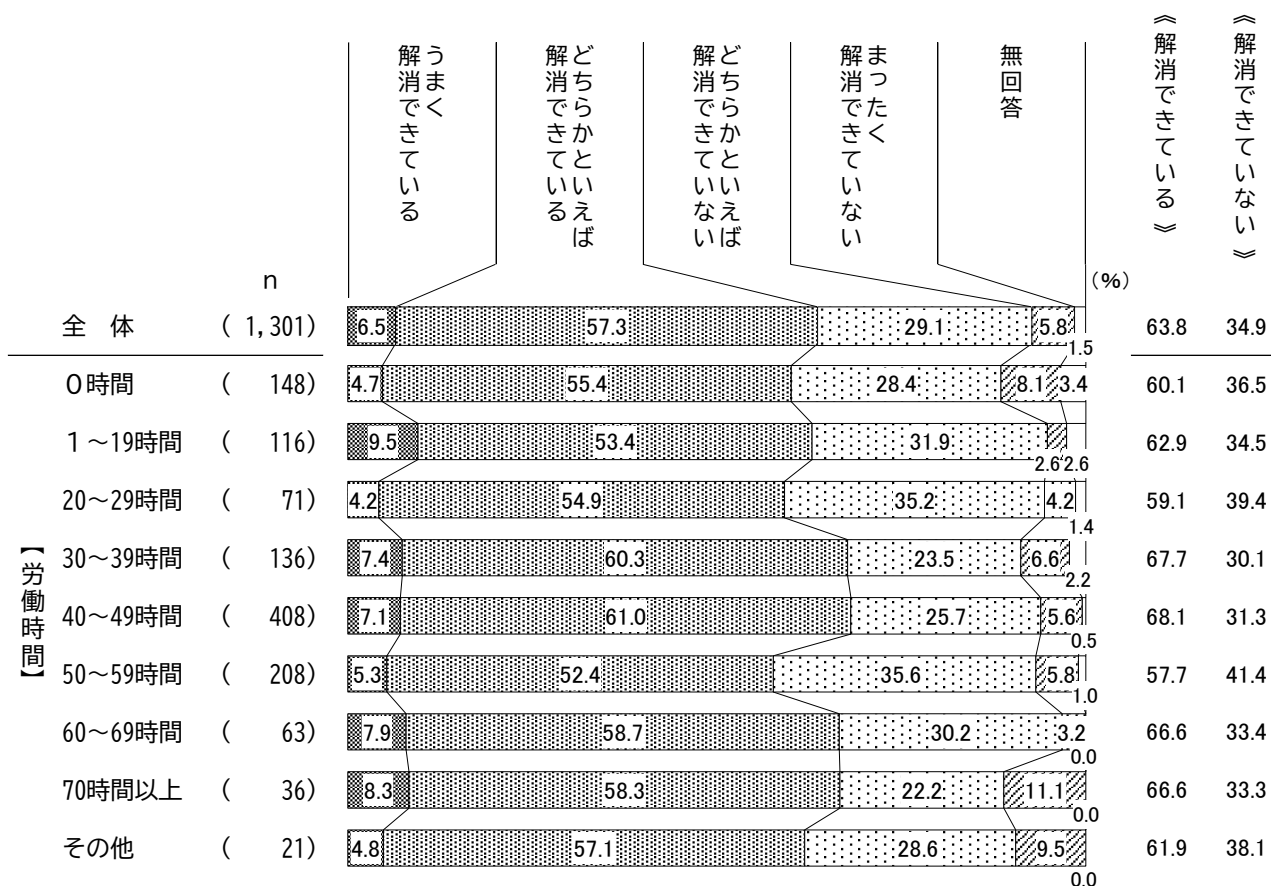 うまく
解消できている
どちらかといえば
解消できている
どちらかといえば
解消できていない
まったく
解消できていない
無回答
《解消できている》
《解消できていない》
n
(%)
全 体 ( 1,301) 6.5 57.3 29.1 5.8 1.5 63.8 34.9
【労働時間】
0時間 ( 148) 4.7 55.4 28.4 8.1 3.4 60.1 36.5
1~19時間 ( 116) 9.5 53.4 31.9 2.6 2.6 62.9 34.5
20~29時間 ( 71) 4.2 54.9 35.2 4.2 1.4 59.1 39.4
30~39時間 ( 136) 7.4 60.3 23.5 6.6 2.2 67.7 30.1
40~49時間 ( 408) 7.1 61.0 25.7 5.6 0.5 68.1 31.3
50~59時間 ( 208) 5.3 52.4 35.6 5.8 1.0 57.7 41.4
60~69時間 ( 63) 7.9 58.7 30.2 3.2 0.0 66.6 33.4
70時間以上 ( 36) 8.3 58.3 22.2 11.1 0.0 66.6 33.3
その他 ( 21) 4.8 57.1 28.6 9.5 0.0 61.9 38.1